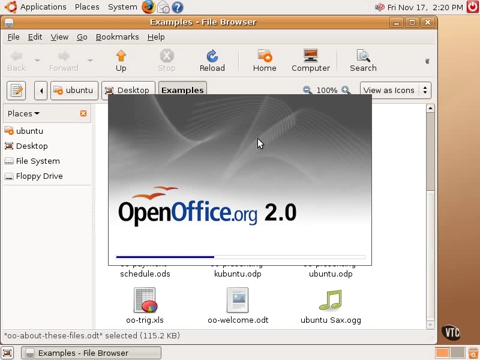 Applications Places System Fri Nov 17, 2:20 PM
Examples - File Browser
File Edit View Go Bookmarks Help
Back Forward Up Stop Reload Home Computer Search
ubuntu Desktop Examples 100% View as Icons
Places
ubuntu
Desktop
File System
Floppy Drive
OpenOffice.org 2.0
schedule.ods kubuntu.odp ubuntu.odp
oo-trig.xls oo-welcome.odt ubuntu Sax.ogg
"oo-about-these-files.odt" selected (115.2 KB)
VTC
Examples - File Browser